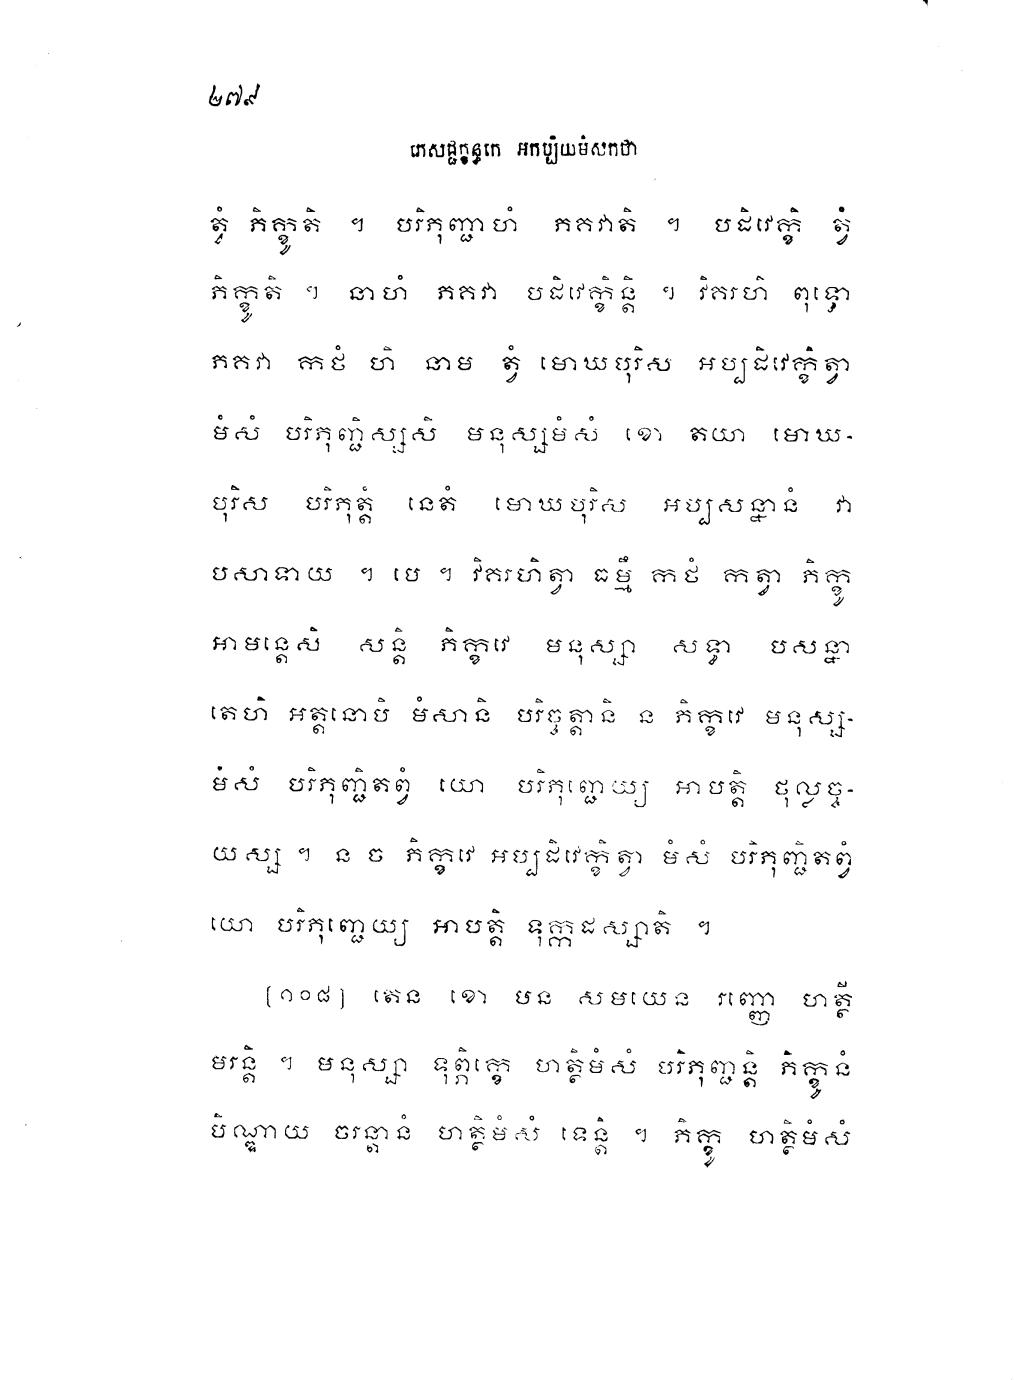 ២៧៩
ភេសជ្ជក្ខន្ធកេ អកប្បិយមំសកថា
ត្វំ ភិក្ខូតិ ។ បរិភុញ្ជាហំ ភគវាតិ ។ បដិវេក្ខិ ត្វំ
ភិក្ខូតិ ។ នាហំ ភគវា បដិវេក្ខិន្តិ ។ វិគរហិ ពុទ្ធោ
ភគវា កថំ ហិ នាម ត្វំ មោឃបុរិស អប្បដិវេក្ខិត្វា
មំសំ បរិភុញ្ជិស្សសិ មនុស្សមំសំ ខោ តយា មោឃ-
បុរិស បរិភុត្តំ នេតំ មោឃបុរិស អប្បសន្នានំ វា
បសាទាយ ។ បេ ។ វិគរហិត្វា ធម្មឹ កថំ កត្វា ភិក្ខូ
អាមន្តេសិ សន្តិ ភិក្ខវេ មនុស្សា សទ្ធា បសន្នា
តេហិ អត្តនោបិ មំសានិ បរិច្ចត្តានិ ន ភិក្ខវេ មនុស្ស-
មំសំ បរិភុញ្ជិតព្វំ យោ បរិភុញ្ជេយ្យ អាបត្តិ ថុល្លច្ច-
យស្ស ។ ន ច ភិក្ខវេ អប្បដិវេក្ខិត្វា មំសំ បរិភុញ្ជិតព្វំ
យោ បរិភុញ្ជេយ្យ អាបត្តិ ទុក្កដស្សាតិ ។
[១០៨] តេន ខោ បន សមយេន រញ្ញោ ហត្ថី
មរន្តិ ។ មនុស្សា ទុព្ភិក្ខេ ហត្ថិមំសំ បរិភុញ្ជន្តិ ភិក្ខូនំ
បិណ្ឌាយ ចរន្តានំ ហត្ថិមំសំ ទេន្តិ ។ ភិក្ខូ ហត្ថិមំសំ